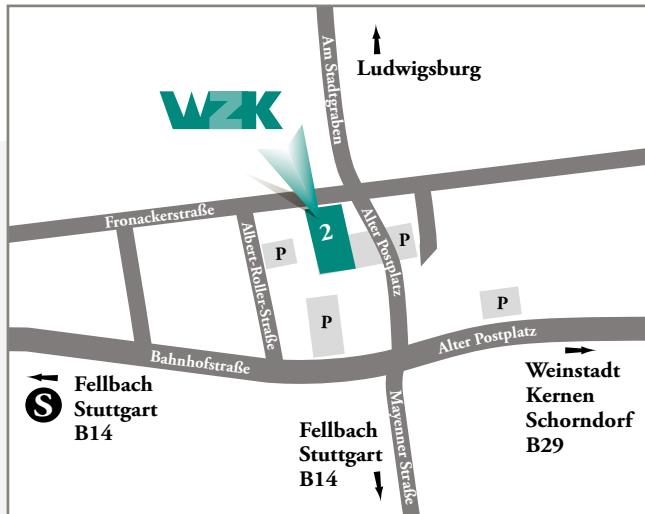 Ludwigsburg
Am Stadtgraben
WZK
Fronackerstraße
2
Alter Postplatz
P
P
Albert-Roller-Straße
P
P
Bahnhofstraße
Alter Postplatz
S
Fellbach
Stuttgart
B14
Fellbach
Stuttgart
B14
Mayenner Straße
Weinstadt
Kernen
Schorndorf
B29